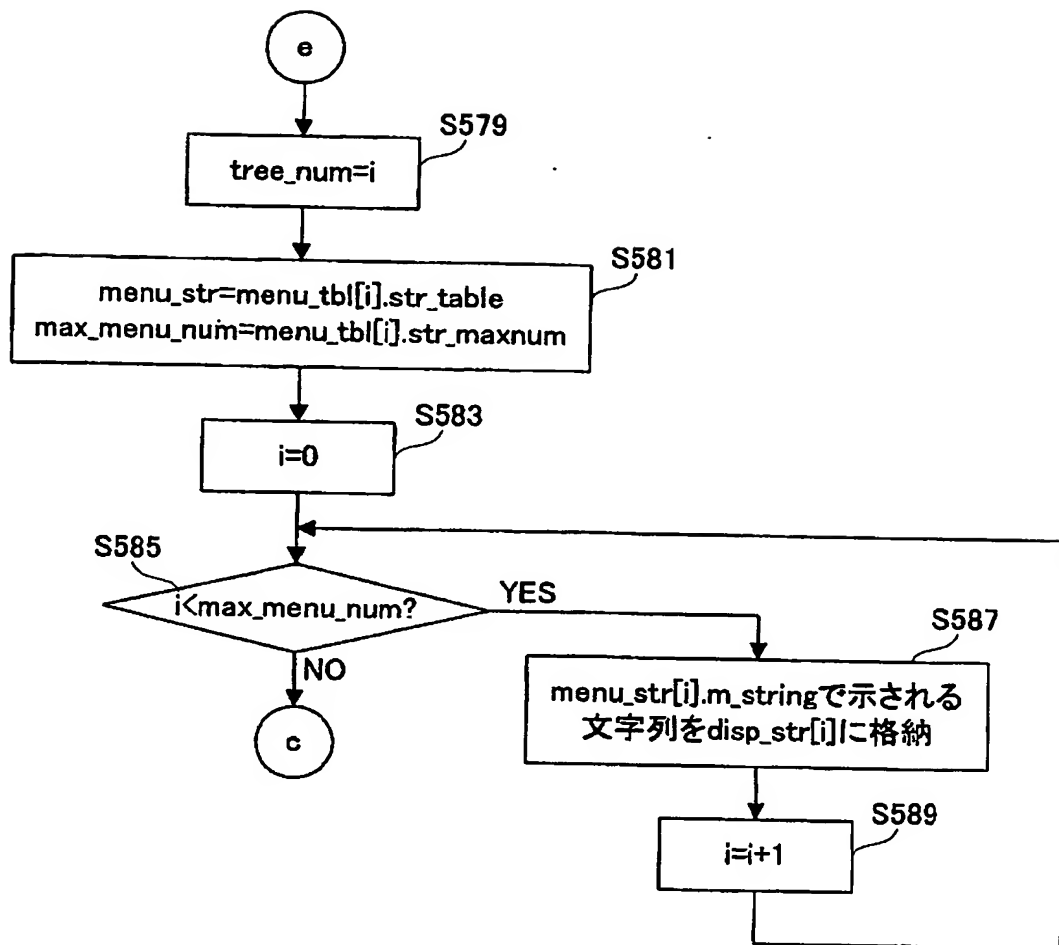 e
S579
tree_num=i
S581
menu_str=menu_tbl[i].str_table
max_menu_num=menu_tbl[i].str_maxnum
S583
i=0
S585
i<max_menu_num?
YES
NO
c
S587
menu_str[i].m_stringで示される
文字列をdisp_str[i]に格納
S589
i=i+1